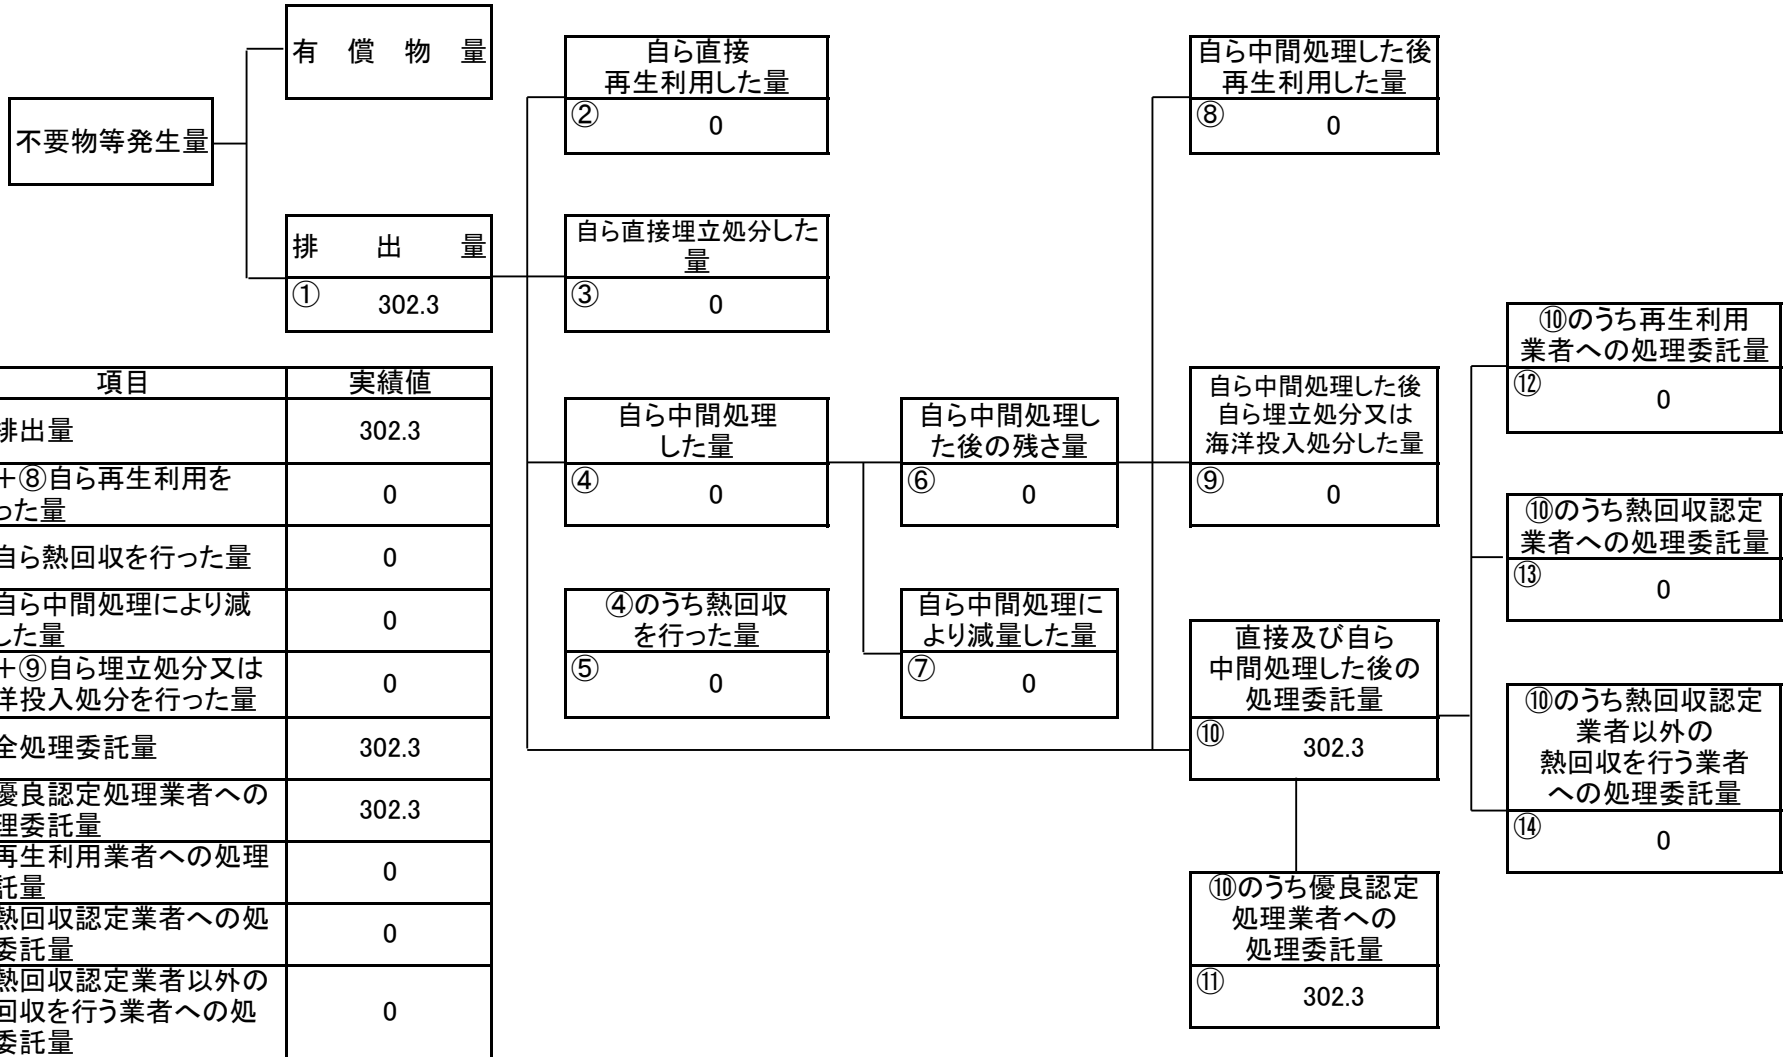 有償物量
不要物等発生量
排出量
① 302.3
自ら直接
再生利用した量
② 0
自ら直接埋立処分した
量
③ 0
自ら中間処理
した量
④ 0
④のうち熱回収
を行った量
⑤ 0
自ら中間処理し
た後の残さ量
⑥ 0
自ら中間処理に
より減量した量
⑦ 0
自ら中間処理した後
再生利用した量
⑧ 0
自ら中間処理した後
自ら埋立処分又は
海洋投入処分した量
⑨ 0
直接及び自ら
中間処理した後の
処理委託量
⑩ 302.3
⑩のうち優良認定
処理業者への
処理委託量
⑪ 302.3
⑩のうち再生利用
業者への処理委託量
⑫ 0
⑩のうち熱回収認定
業者への処理委託量
⑬ 0
⑩のうち熱回収認定
業者以外の
熱回収を行う業者
への処理委託量
⑭ 0
項目 実績値
排出量 302.3
＋⑧自ら再生利用を
った量 0
自ら熱回収を行った量 0
自ら中間処理により減
した量 0
＋⑨自ら埋立処分又は
洋投入処分を行った量 0
全処理委託量 302.3
優良認定処理業者への
理委託量 302.3
再生利用業者への処理
託量 0
熱回収認定業者への処
委託量 0
熱回収認定業者以外の
回収を行う業者への処
委託量 0